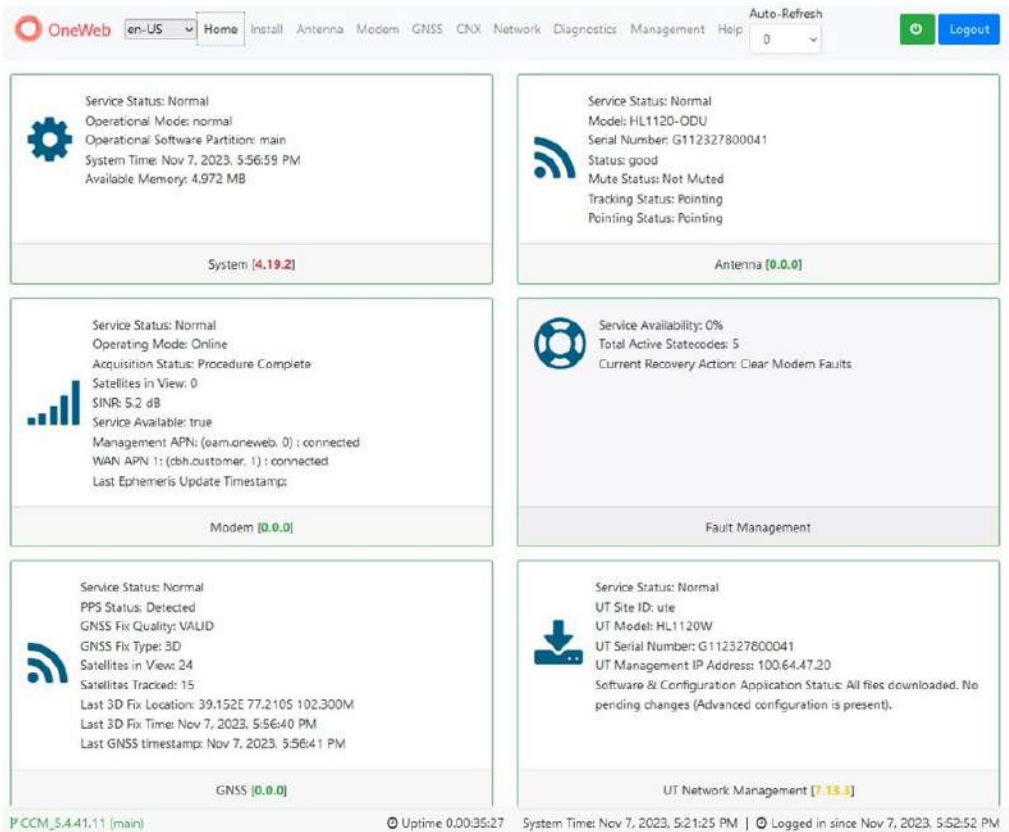 OneWeb en-US Home Install Antenna Modem GNSS CNX Network Diagnostics Management Help Auto-Refresh 0 Logout
Service Status: Normal
Operational Mode: normal
Operational Software Partition: main
System Time: Nov 7, 2023, 5:56:59 PM
Available Memory: 4,972 MB
System [4.19.2]
Service Status: Normal
Model: HL1120-ODU
Serial Number: G112327800041
Status: good
Mute Status: Not Muted
Tracking Status: Pointing
Pointing Status: Pointing
Antenna [0.0.0]
Service Status: Normal
Operating Mode: Online
Acquisition Status: Procedure Complete
Satellites in View: 0
SINR: 5.2 dB
Service Available: true
Management APN: (oam.oneweb, 0) : connected
WAN APN 1: (cbh.customer, 1) : connected
Last Ephemeris Update Timestamp:
Modem [0.0.0]
Service Availability: 0%
Total Active Statecodes: 5
Current Recovery Action: Clear Modem Faults
Fault Management
Service Status: Normal
PPS Status: Detected
GNSS Fix Quality: VALID
GNSS Fix Type: 3D
Satellites in View: 24
Satellites Tracked: 15
Last 3D Fix Location: 39.152E 77.210S 102.300M
Last 3D Fix Time: Nov 7, 2023, 5:56:40 PM
Last GNSS timestamp: Nov 7, 2023, 5:56:41 PM
GNSS [0.0.0]
Service Status: Normal
UT Site ID: ute
UT Model: HL1120W
UT Serial Number: G112327800041
UT Management IP Address: 100.64.47.20
Software & Configuration Application Status: All files downloaded. No
pending changes (Advanced configuration is present).
UT Network Management [7.13.3]
CCM_5.4.41.11 (main) Uptime 0.00:35:27 System Time: Nov 7, 2023, 5:21:25 PM | Logged in since Nov 7, 2023, 5:52:52 PM